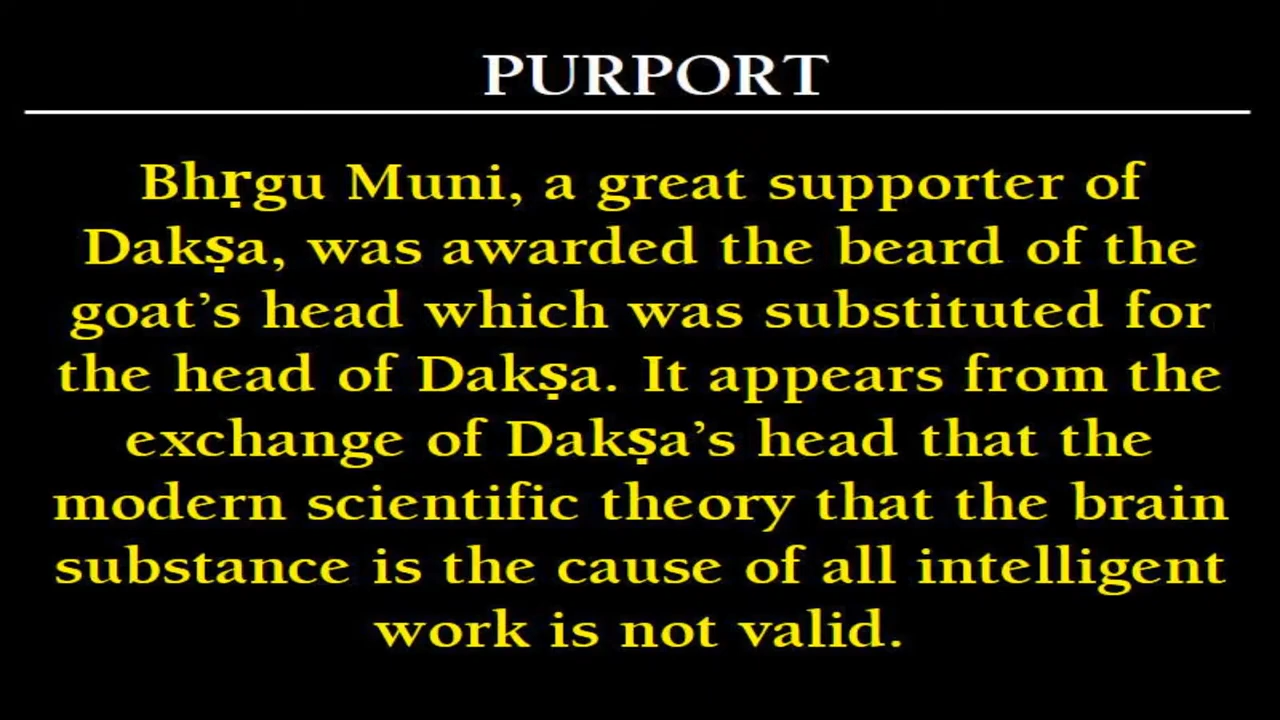 PURPORT
Bhṛgu Muni, a great supporter of
Dakṣa, was awarded the beard of the
goat’s head which was substituted for
the head of Dakṣa. It appears from the
exchange of Dakṣa’s head that the
modern scientific theory that the brain
substance is the cause of all intelligent
work is not valid.